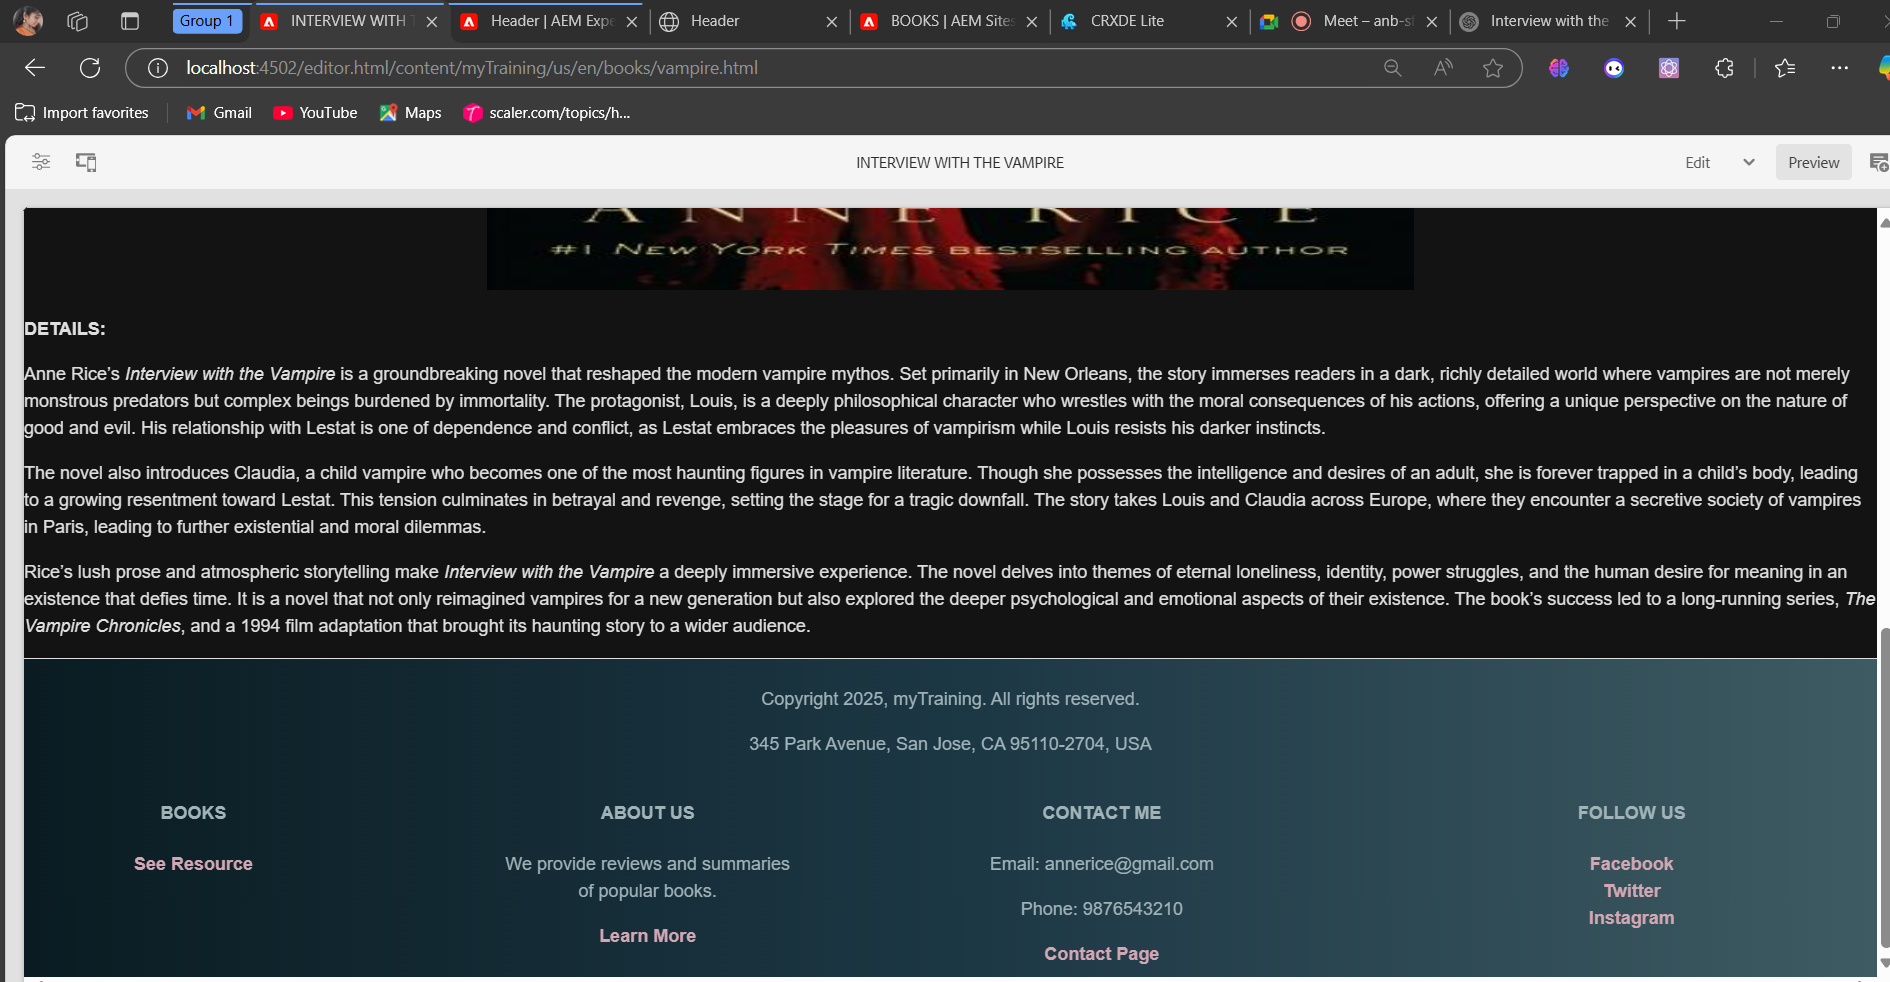 Group 1
INTERVIEW WITH
Header | AEM Expe
Header
BOOKS | AEM Sites
CRXDE Lite
Meet – anb-s
Interview with the
localhost:4502/editor.html/content/myTraining/us/en/books/vampire.html
Import favorites
Gmail
YouTube
Maps
scaler.com/topics/h...
INTERVIEW WITH THE VAMPIRE
Edit
Preview
ANNE RICE
#1 NEW YORK TIMES BESTSELLING AUTHOR
DETAILS:
Anne Rice’s Interview with the Vampire is a groundbreaking novel that reshaped the modern vampire mythos. Set primarily in New Orleans, the story immerses readers in a dark, richly detailed world where vampires are not merely
monstrous predators but complex beings burdened by immortality. The protagonist, Louis, is a deeply philosophical character who wrestles with the moral consequences of his actions, offering a unique perspective on the nature of
good and evil. His relationship with Lestat is one of dependence and conflict, as Lestat embraces the pleasures of vampirism while Louis resists his darker instincts.
The novel also introduces Claudia, a child vampire who becomes one of the most haunting figures in vampire literature. Though she possesses the intelligence and desires of an adult, she is forever trapped in a child’s body, leading
to a growing resentment toward Lestat. This tension culminates in betrayal and revenge, setting the stage for a tragic downfall. The story takes Louis and Claudia across Europe, where they encounter a secretive society of vampires
in Paris, leading to further existential and moral dilemmas.
Rice’s lush prose and atmospheric storytelling make Interview with the Vampire a deeply immersive experience. The novel delves into themes of eternal loneliness, identity, power struggles, and the human desire for meaning in an
existence that defies time. It is a novel that not only reimagined vampires for a new generation but also explored the deeper psychological and emotional aspects of their existence. The book’s success led to a long-running series, The
Vampire Chronicles, and a 1994 film adaptation that brought its haunting story to a wider audience.
Copyright 2025, myTraining. All rights reserved.
345 Park Avenue, San Jose, CA 95110-2704, USA
BOOKS
See Resource
ABOUT US
We provide reviews and summaries
of popular books.
Learn More
CONTACT ME
Email: annerice@gmail.com
Phone: 9876543210
Contact Page
FOLLOW US
Facebook
Twitter
Instagram